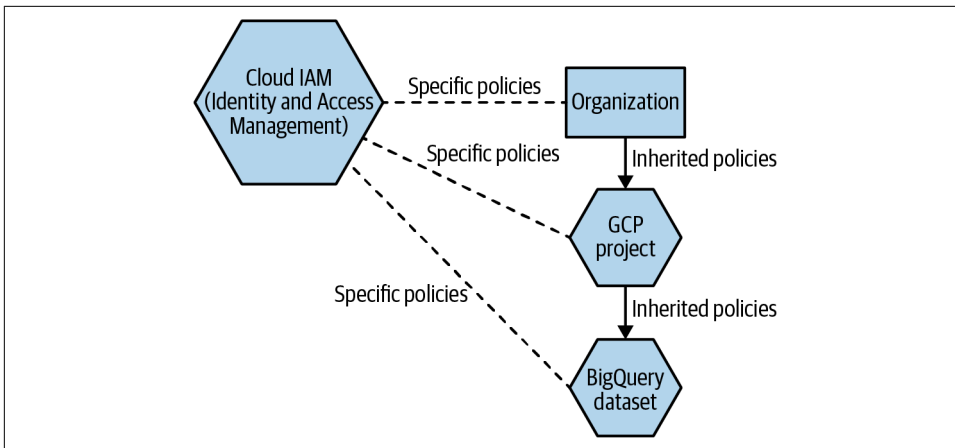 Cloud IAM
(Identity and Access
Management)
Specific policies
Organization
Specific policies
Inherited policies
GCP
project
Specific policies
Inherited policies
BigQuery
dataset